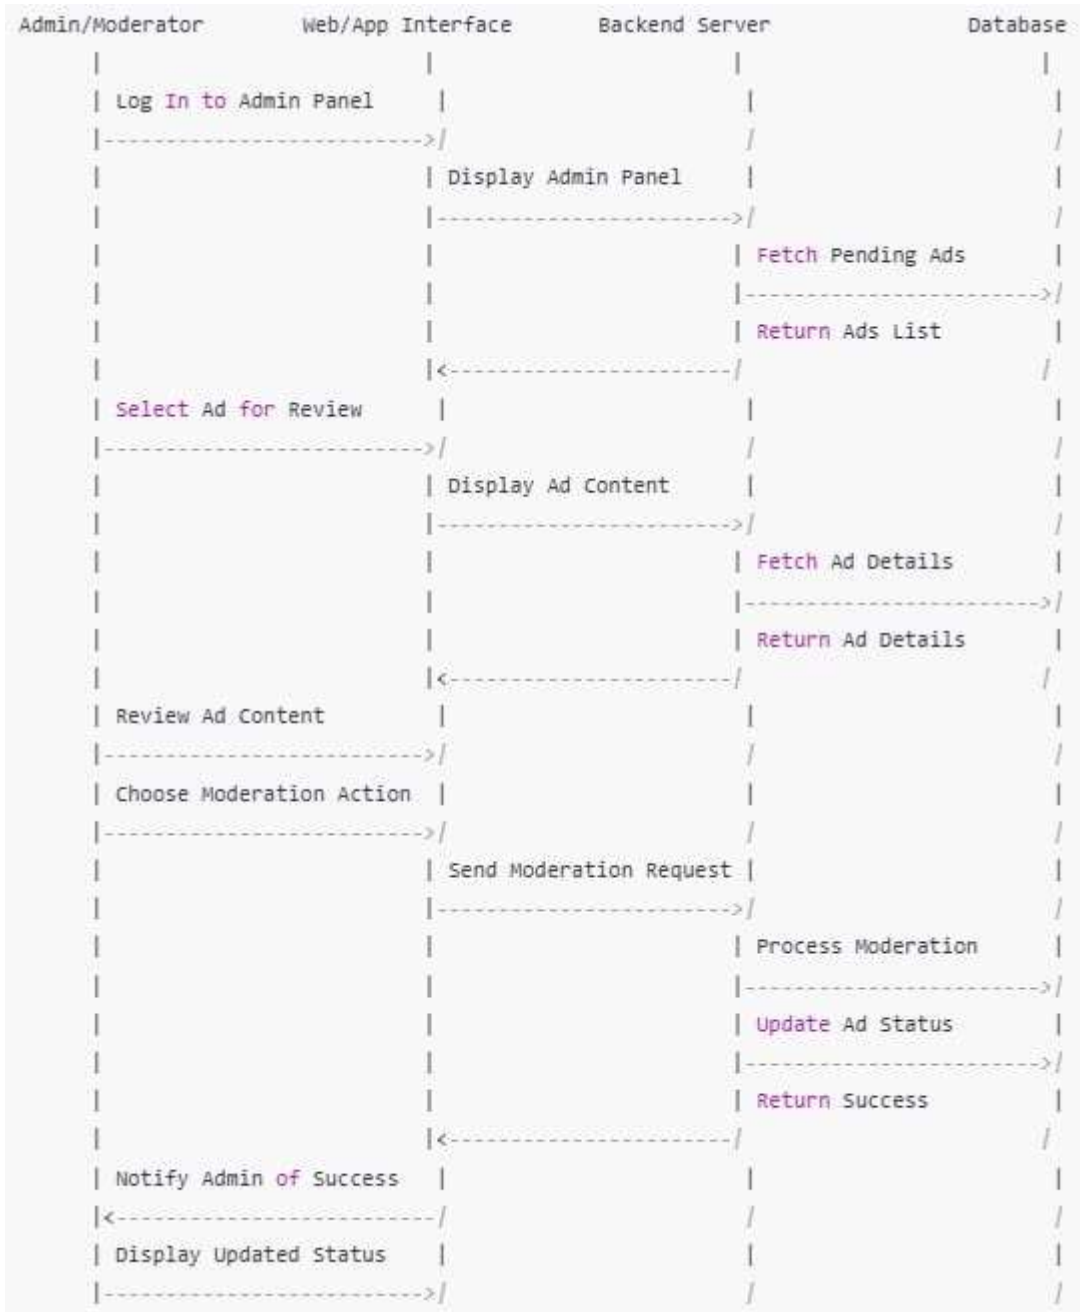 Admin/Moderator Web/App Interface Backend Server Database
Log In to Admin Panel
Display Admin Panel
Fetch Pending Ads
Return Ads List
Select Ad for Review
Display Ad Content
Fetch Ad Details
Return Ad Details
Review Ad Content
Choose Moderation Action
Send Moderation Request
Process Moderation
Update Ad Status
Return Success
Notify Admin of Success
Display Updated Status